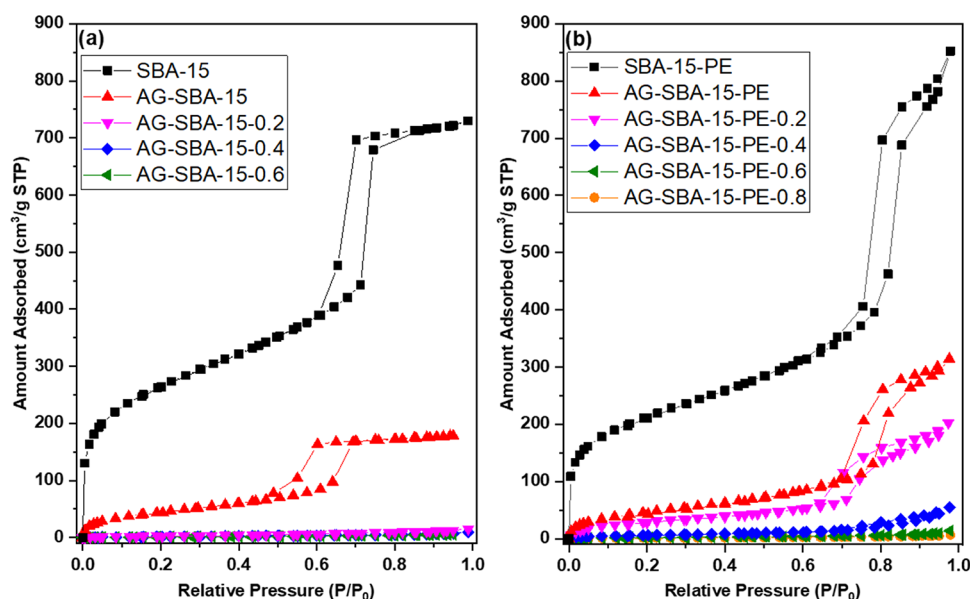 (a)
SBA-15
AG-SBA-15
AG-SBA-15-0.2
AG-SBA-15-0.4
AG-SBA-15-0.6
Amount Adsorbed (cm³/g STP)
900
800
700
600
500
400
300
200
100
0
0.0 0.2 0.4 0.6 0.8 1.0
Relative Pressure (P/P₀)
(b)
SBA-15-PE
AG-SBA-15-PE
AG-SBA-15-PE-0.2
AG-SBA-15-PE-0.4
AG-SBA-15-PE-0.6
AG-SBA-15-PE-0.8
Amount Adsorbed (cm³/g STP)
900
800
700
600
500
400
300
200
100
0
0.0 0.2 0.4 0.6 0.8 1.0
Relative Pressure (P/P₀)